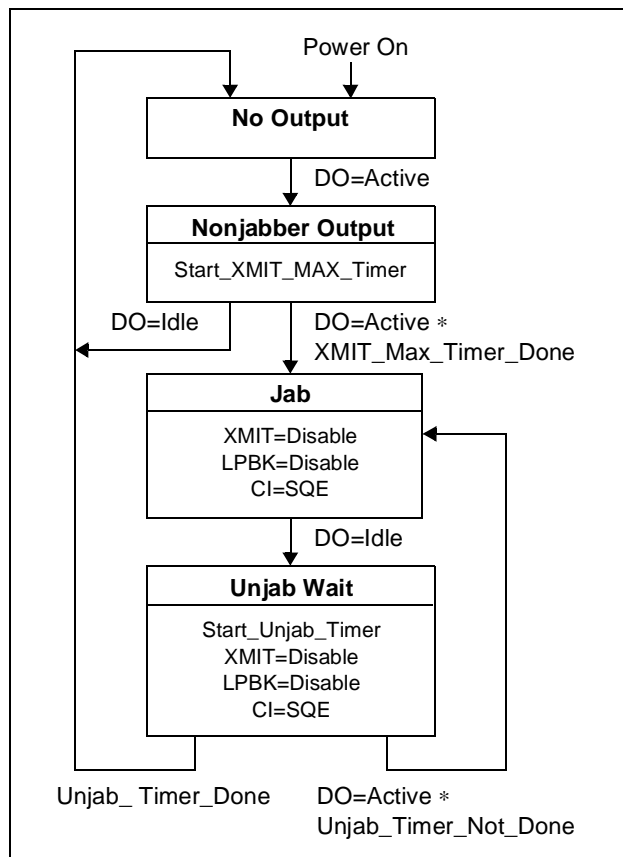 Power On
No Output
DO=Active
Nonjabber Output
Start_XMIT_MAX_Timer
DO=Idle
DO=Active *
XMIT_Max_Timer_Done
Jab
XMIT=Disable
LPBK=Disable
CI=SQE
DO=Idle
Unjab Wait
Start_Unjab_Timer
XMIT=Disable
LPBK=Disable
CI=SQE
Unjab_ Timer_Done
DO=Active *
Unjab_Timer_Not_Done